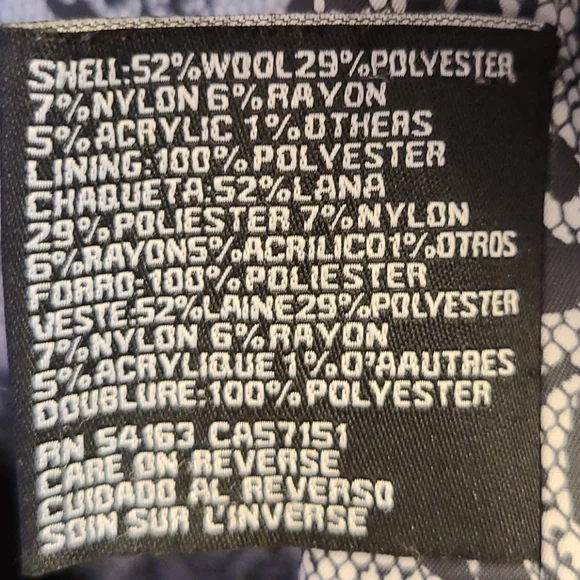 SHELL:52%WOOL29%POLYESTER
7%NYLON6%RAYON
5%ACRYLIC 1%OTHERS
LINING:100%POLYESTER
CHAQUETA:52%LANA
29%POLIESTER 7%NYLON
6%RAYON5%ACRILICO1%OTROS
FORRO:100%POLIESTER
VESTE:52%LAINE29%POLYESTER
7%NYLON 6%RAYON
5%ACRYLIQUE 1%D'AAUTRES
DOUBLURE:100%POLYESTER
RN 54163 CA57151
CARE ON REVERSE
CUIDADO AL REVERSO
SOIN SUR L'INVERSE